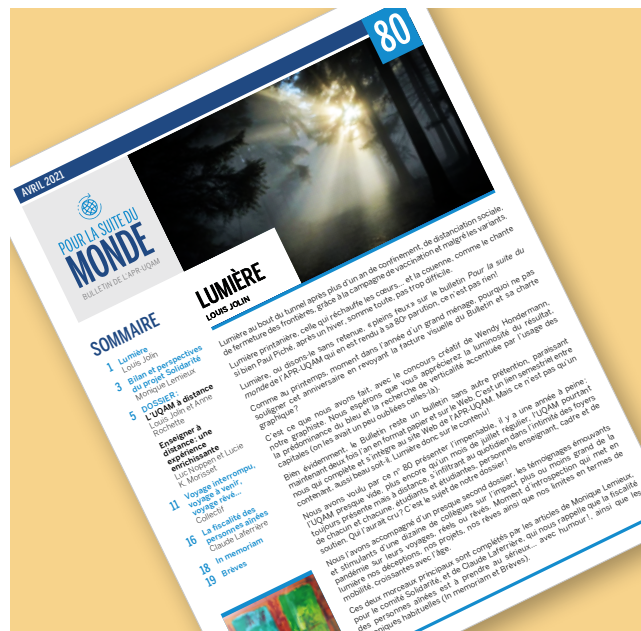 80
AVRIL 2021
POUR LA SUITE DU
MONDE
BULLETIN DE L'APR-UQAM
SOMMAIRE
1 Lumière
Louis Jolin
3 Bilan et perspectives
du projet Solidarité
Monique Lemieux
5 DOSSIER :
L'UQAM à distance
Louis Jolin et Anne
Rochette
Enseigner à
distance : une
expérience
enrichissante
Luc Noppen et Lucie
K. Morisset
11 Voyage interrompu,
voyage à venir,
voyage rêvé...
Collectif
16 La fiscalité des
personnes aînées
Claude Laferrière
18 In memoriam
19 Brèves
LUMIÈRE
LOUIS JOLIN
Lumière au bout du tunnel après plus d'un an de confinement, de distanciation sociale,
de fermeture des frontières, grâce à la campagne de vaccination et malgré les variants,
Lumière printanière, celle qui réchauffe les cœurs... et la couenne, comme le chante
si bien Paul Piché, après un hiver, somme toute, pas trop difficile.
Lumière, ou disons-le sans retenue, « pleins feux » sur le bulletin Pour la suite du
monde de l'APR-UQAM qui en est rendu à sa 80e parution, ce n'est pas rien!
Comme au printemps, moment dans l'année d'un grand ménage, pourquoi ne pas
souligner cet anniversaire en revoyant la facture visuelle du Bulletin et sa charte
graphique?
C'est ce que nous avons fait, avec le concours créatif de Wendy Hondermann,
notre graphiste. Nous espérons que vous apprécierez la luminosité du résultat,
la prédominance du bleu et la recherche de verticalité accentuée par l'usage des
capitales (on les avait un peu oubliées celles-là).
Bien évidemment, le Bulletin reste un bulletin sans autre prétention, paraissant
maintenant deux fois l'an en format papier et sur le Web. C'est un lien semestriel entre
nous qui complète et s'intègre au site Web de l'APR-UQAM. Mais ce n'est pas qu'un
contenant, aussi beau soit-il. Lumière donc sur le contenu!
Nous avons voulu par ce n° 80 présenter l'impensable, il y a une année à peine :
l'UQAM presque vide, plus encore qu'un mois de juillet régulier, l'UQAM pourtant
toujours présente mais à distance, s'infiltrant au quotidien dans l'intimité des foyers
de chacun et chacune, étudiants et étudiantes, personnels enseignant, cadre et de
soutien. Qui l'aurait cru? C'est le sujet de notre dossier!
Nous l'avons accompagné d'un presque second dossier, les témoignages émouvants
et stimulants d'une dizaine de collègues sur l'impact plus ou moins grand de la
pandémie sur leurs voyages, réels ou rêvés. Moment d'introspection qui met en
lumière nos déceptions, nos projets, nos rêves ainsi que nos limites en termes de
mobilité, croissantes avec l'âge.
Ces deux morceaux principaux sont complétés par les articles de Monique Lemieux,
pour le comité Solidarité, et de Claude Laferrière, qui nous rappelle que la fiscalité
des personnes aînées est à prendre au sérieux... avec humour!, ainsi que les
niques habituelles (In memoriam et Brèves).